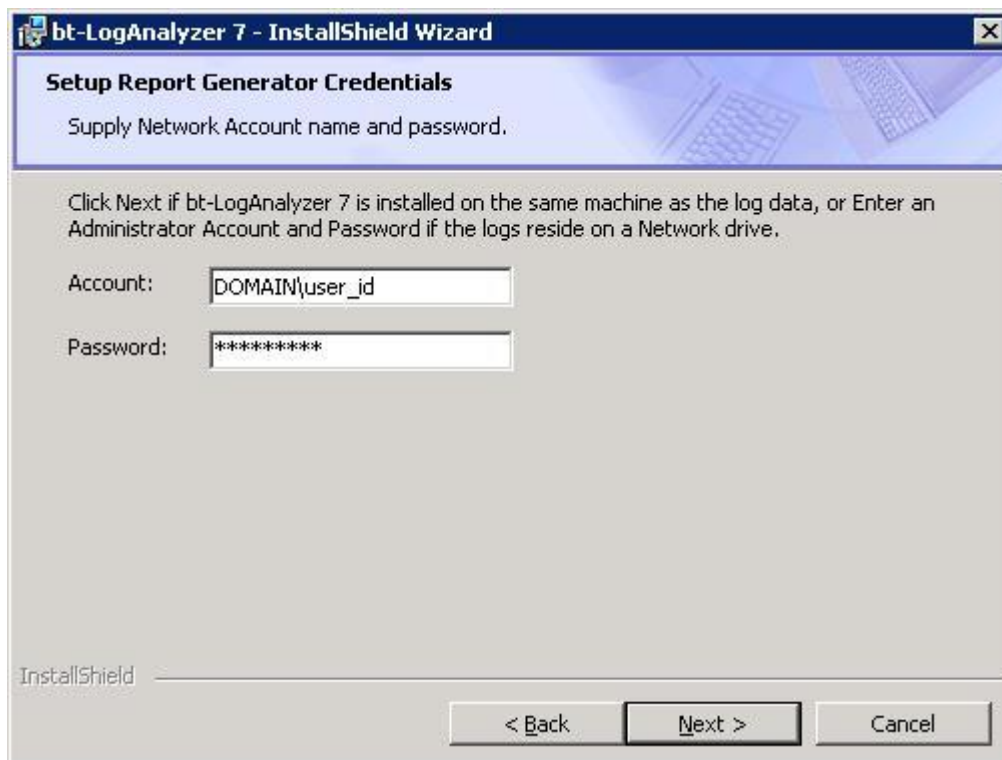 bt-LogAnalyzer 7 - InstallShield Wizard
Setup Report Generator Credentials
Supply Network Account name and password.
Click Next if bt-LogAnalyzer 7 is installed on the same machine as the log data, or Enter an
Administrator Account and Password if the logs reside on a Network drive.
Account:
DOMAIN\user_id
Password:
*********
InstallShield
< Back
Next >
Cancel